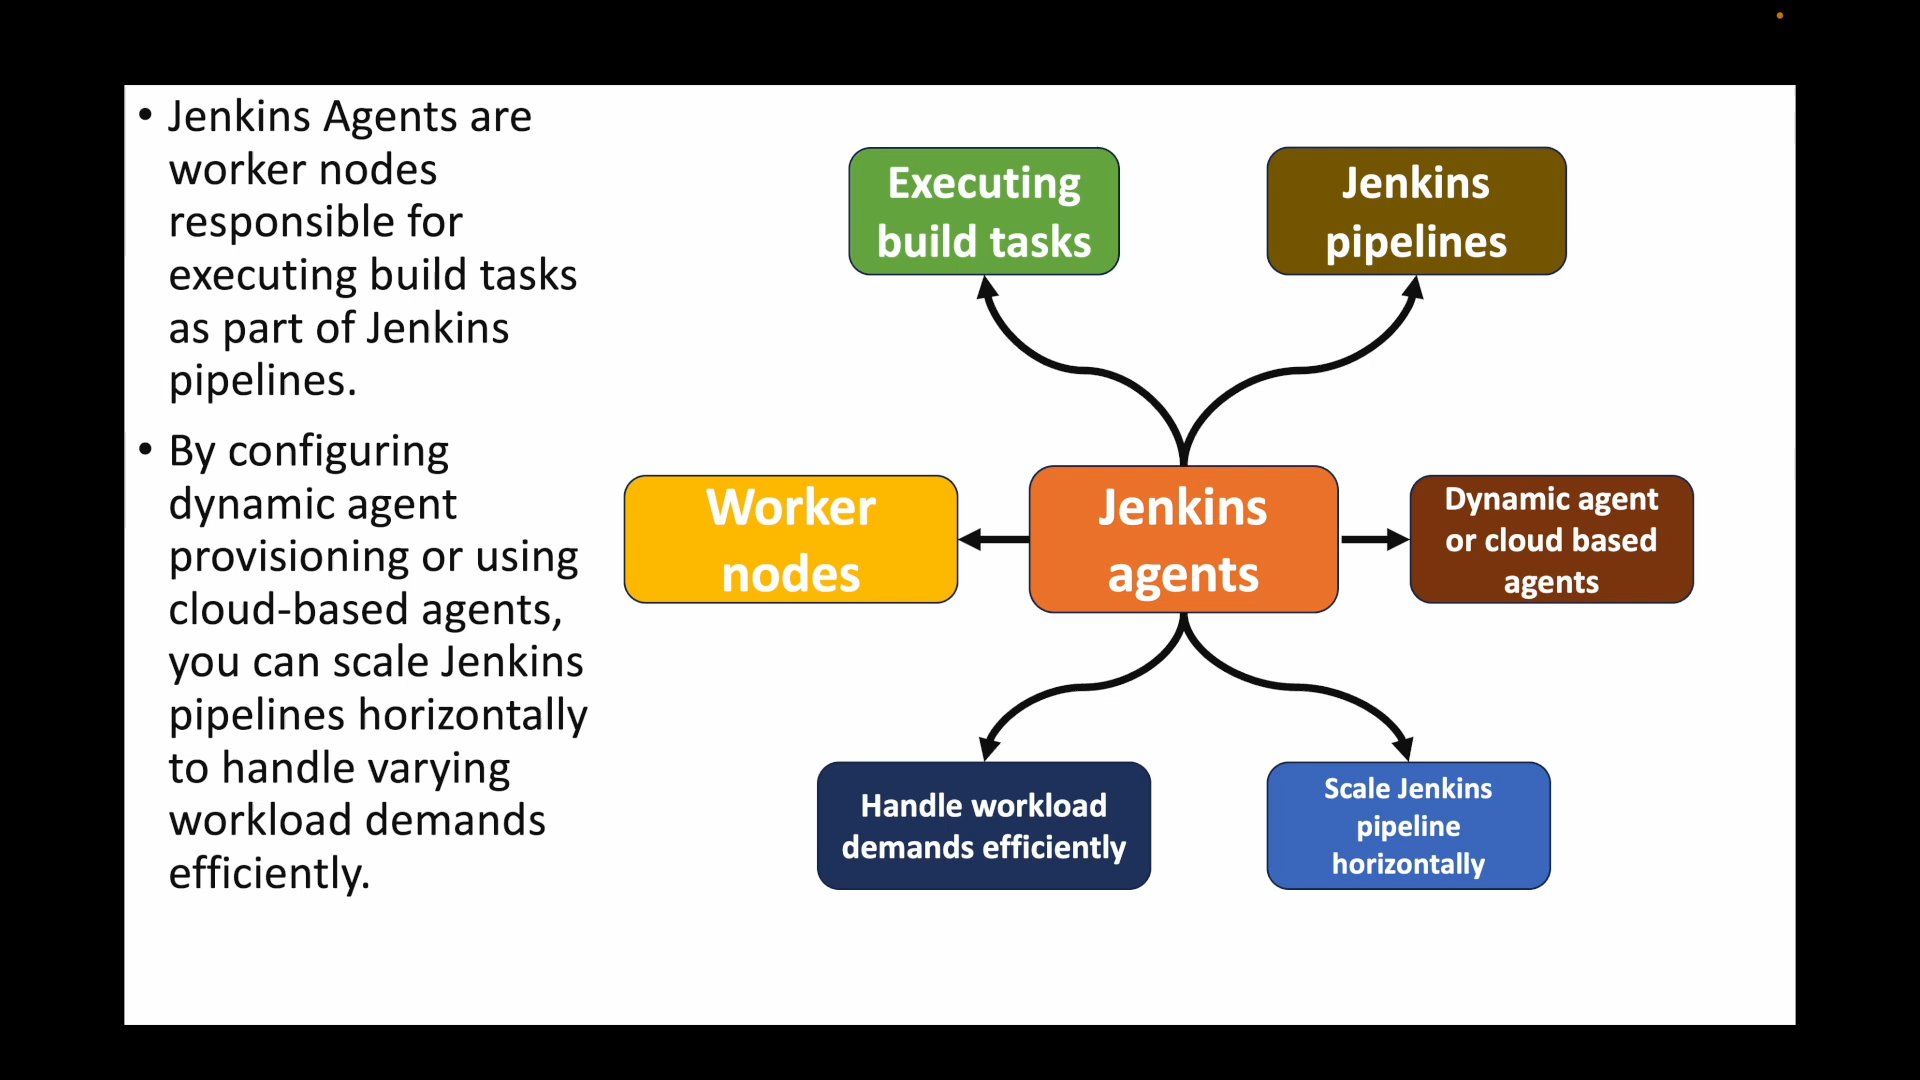 • Jenkins Agents are
worker nodes
responsible for
executing build tasks
as part of Jenkins
pipelines.
• By configuring
dynamic agent
provisioning or using
cloud-based agents,
you can scale Jenkins
pipelines horizontally
to handle varying
workload demands
efficiently.
Executing
build tasks
Jenkins
pipelines
Worker
nodes
Jenkins
agents
Dynamic agent
or cloud based
agents
Handle workload
demands efficiently
Scale Jenkins
pipeline
horizontally